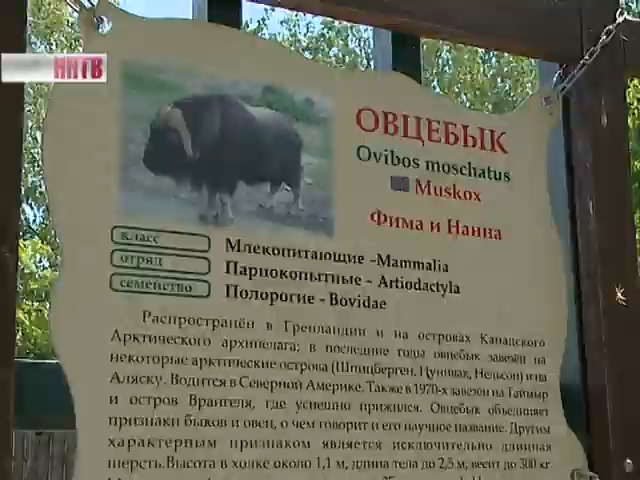 ННТВ
ОВЦЕБЫК
Ovibos moschatus
Muskox
Фима и Нанна
класс Млекопитающие -Mammalia
отряд Парнокопытные - Artiodactyla
семейство Полорогие - Bovidae
Распространён в Гренландии и на островах Канадского
Арктического архипелага; в последние годы овцебык завезён на
некоторые арктические острова (Шпицберген, Нунивак, Нельсон) и на
Аляску. Водится в Северной Америке. Также в 1970-х завезен на Таймыр
и остров Врангеля, где успешно прижился. Овцебык объединяет
признаки быков и овец, о чем говорит и его научное название. Другим
характерным признаком является исключительно длинная
шерсть. Высота в холке около 1,1 м, длина тела до 2,5 м, весит до 300 кг.